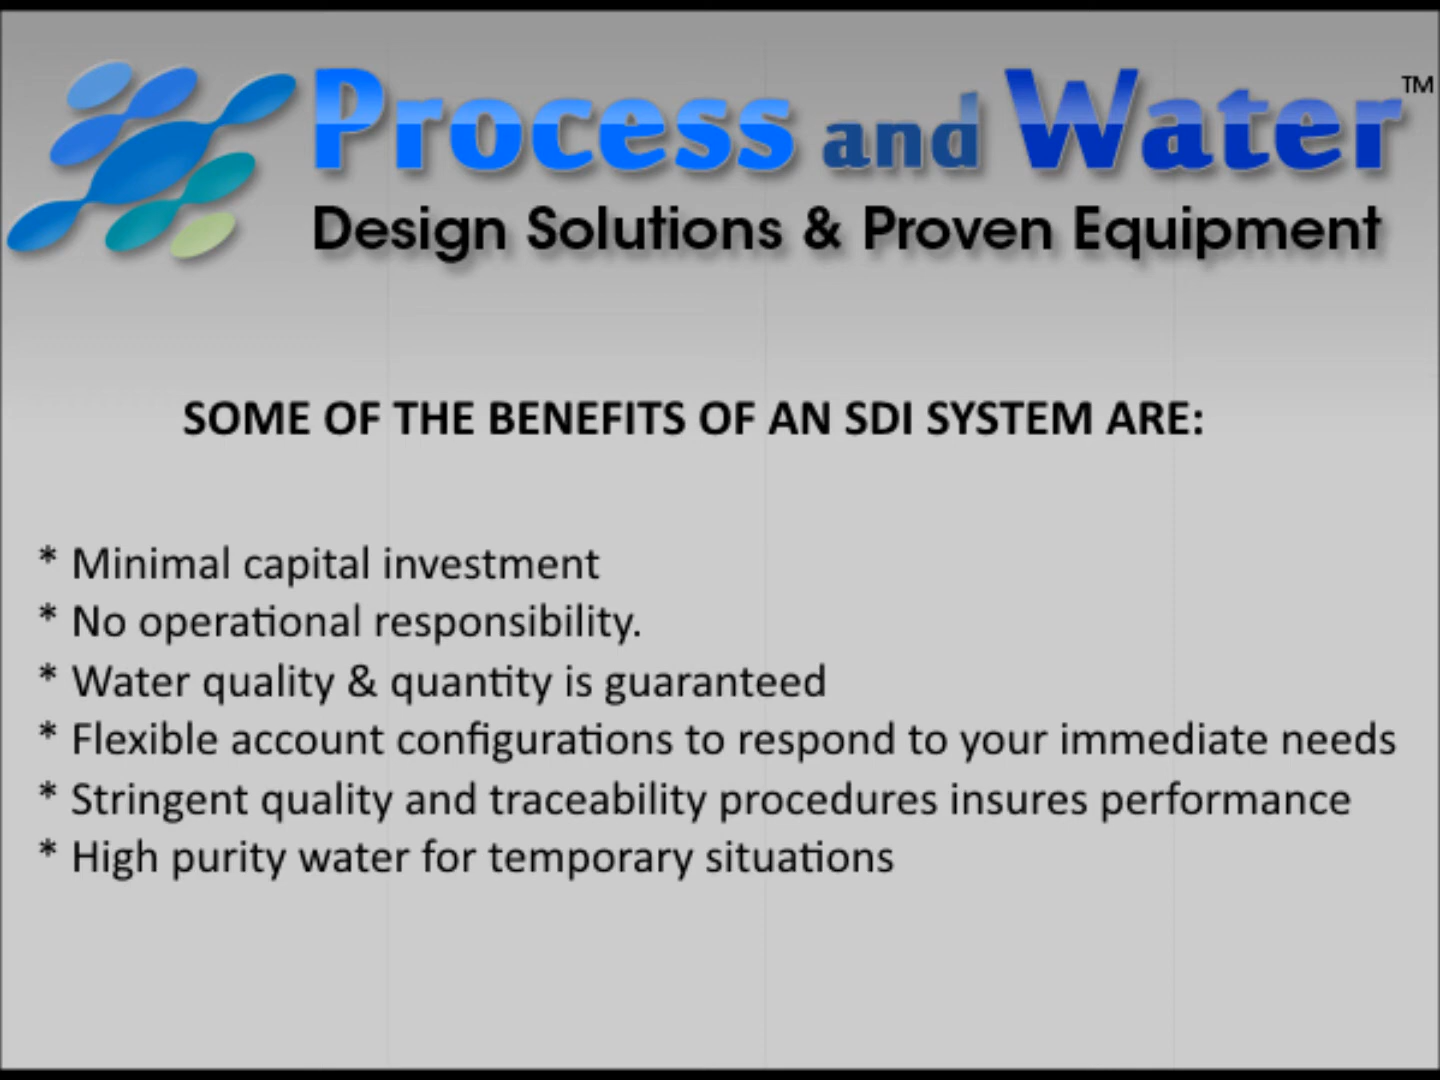 Process and Water™
Design Solutions & Proven Equipment
SOME OF THE BENEFITS OF AN SDI SYSTEM ARE:
* Minimal capital investment
* No operational responsibility.
* Water quality & quantity is guaranteed
* Flexible account configurations to respond to your immediate needs
* Stringent quality and traceability procedures insures performance
* High purity water for temporary situations